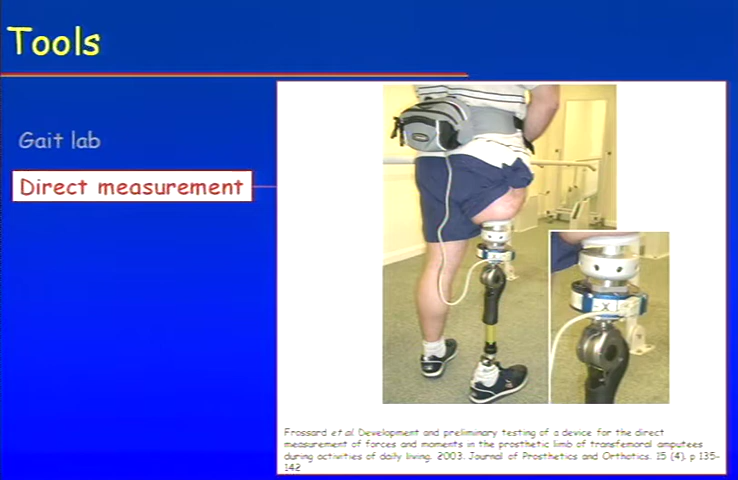 Tools
Gait lab
Direct measurement
-X
Frossard et al. Development and preliminary testing of a device for the direct
measurement of forces and moments in the prosthetic limb of transfemoral amputees
during activities of daily living. 2003. Journal of Prosthetics and Orthotics. 15 (4). p 135-
142